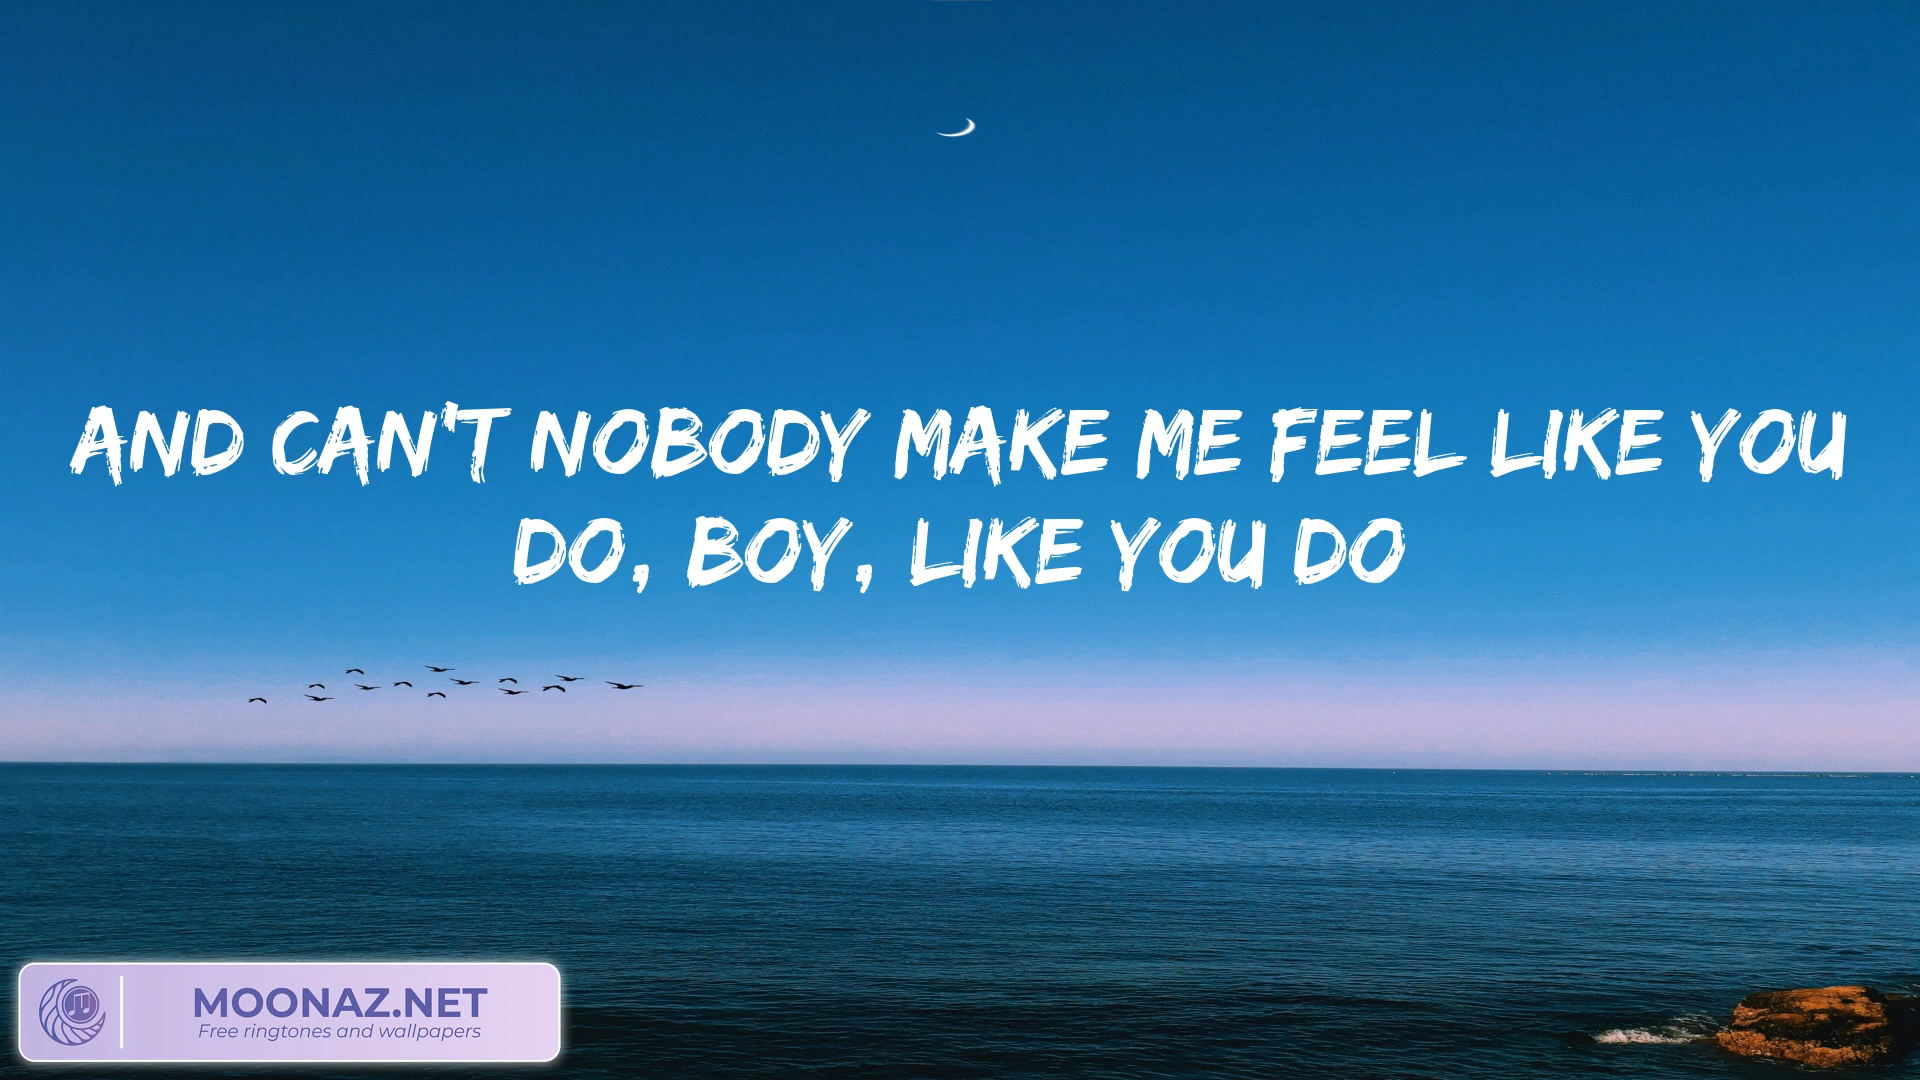 AND CAN'T NOBODY MAKE ME FEEL LIKE YOU
DO, BOY, LIKE YOU DO
MOONAZ.NET
Free ringtones and wallpapers